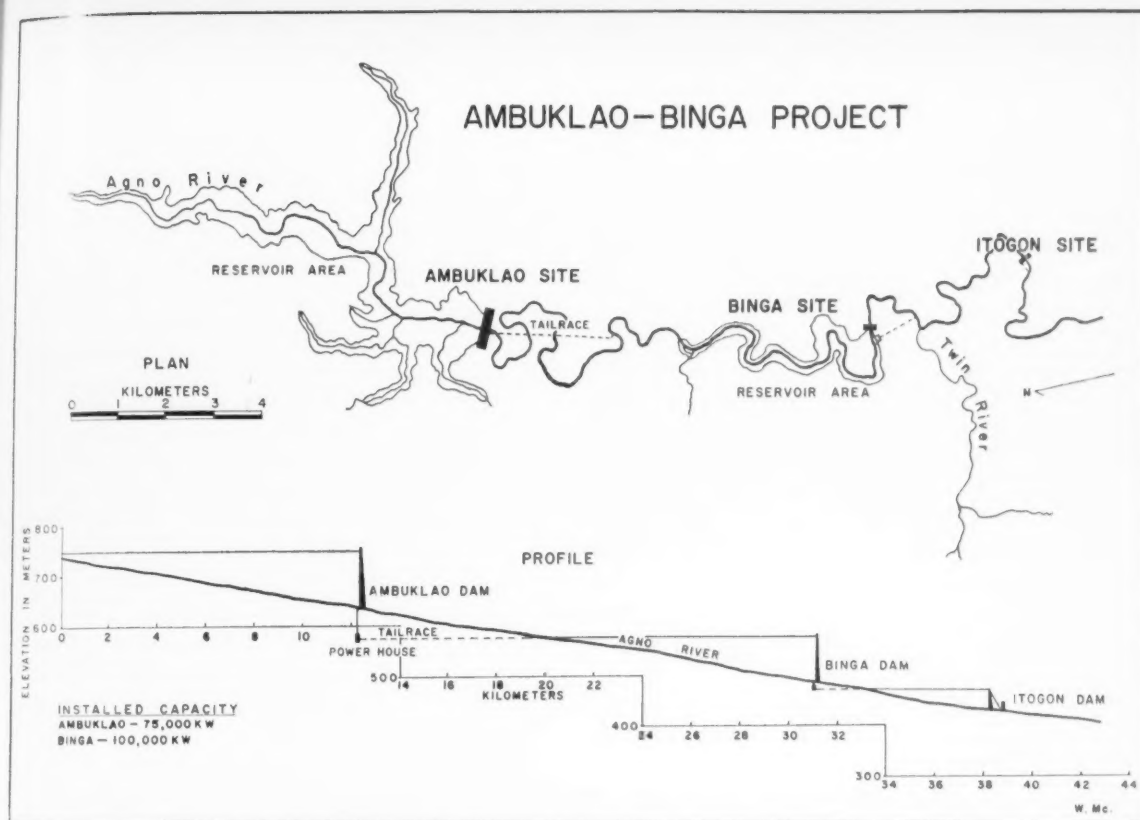 AMBUKLAO-BINGA PROJECT
Agno River
RESERVOIR AREA
AMBUKLAO SITE
TAILRACE
BINGA SITE
RESERVOIR AREA
ITOGON SITE
Twin River
N
PLAN
KILOMETERS
0 1 2 3 4
PROFILE
ELEVATION IN METERS
800
700
600
500
400
300
0 2 4 6 8 10 12
14 16 18 20 22
KILOMETERS
24 26 28 30 32
34 36 38 40 42 44
AMBUKLAO DAM
TAILRACE
POWER HOUSE
AGNO RIVER
BINGA DAM
ITOGON DAM
INSTALLED CAPACITY
AMBUKLAO - 75,000 KW
BINGA - 100,000 KW
W. Mc.